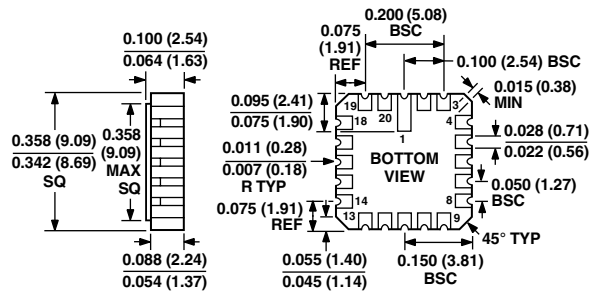 0.200 (5.08)
BSC
0.075
(1.91)
REF
0.100 (2.54)
0.064 (1.63)
0.100 (2.54) BSC
0.015 (0.38)
MIN
0.095 (2.41)
0.075 (1.90)
19
20
3
18
4
1
0.358 (9.09)
0.342 (8.69)
SQ
0.358
(9.09)
MAX
SQ
0.028 (0.71)
0.022 (0.56)
0.011 (0.28)
0.007 (0.18)
R TYP
BOTTOM
VIEW
0.050 (1.27)
BSC
0.075 (1.91)
REF
14
8
13
9
45° TYP
0.088 (2.24)
0.054 (1.37)
0.055 (1.40)
0.045 (1.14)
0.150 (3.81)
BSC